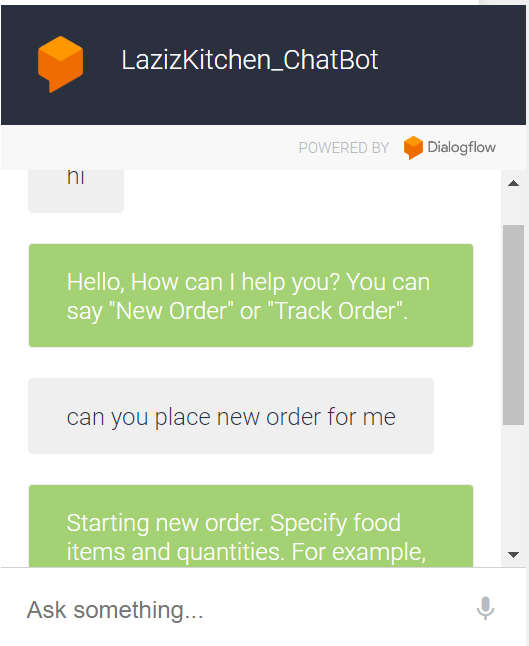 LazizKitchen_ChatBot
POWERED BY Dialogflow
hi
Hello, How can I help you? You can
say "New Order" or "Track Order".
can you place new order for me
Starting new order. Specify food
items and quantities. For example,
Ask something...